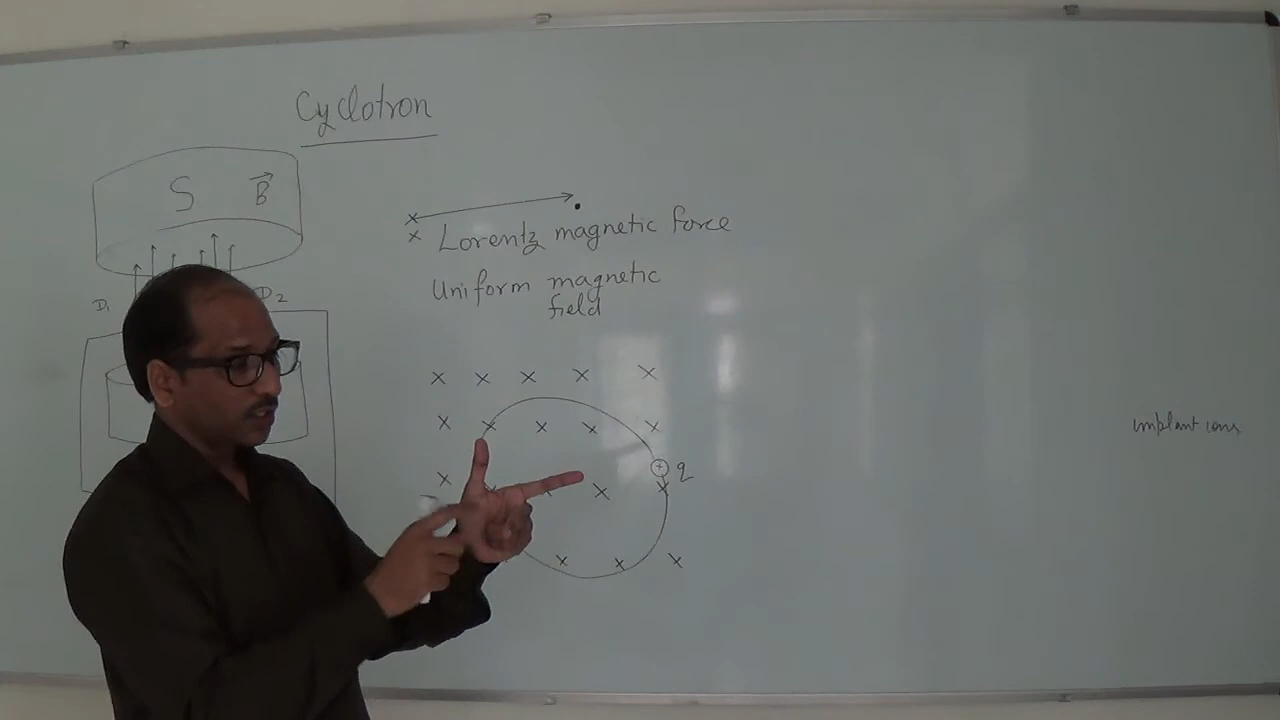 Cyclotron
S B
D1 D2
x
x Lorentz magnetic force
Uniform magnetic
field
x x x x x
x x x x x
+ q
x x x
x x x
implant ions